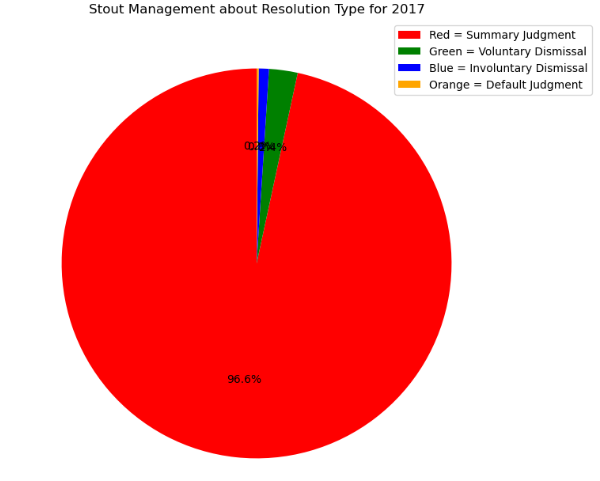 Stout Management about Resolution Type for 2017
Red = Summary Judgment
Green = Voluntary Dismissal
Blue = Involuntary Dismissal
Orange = Default Judgment
96.6%